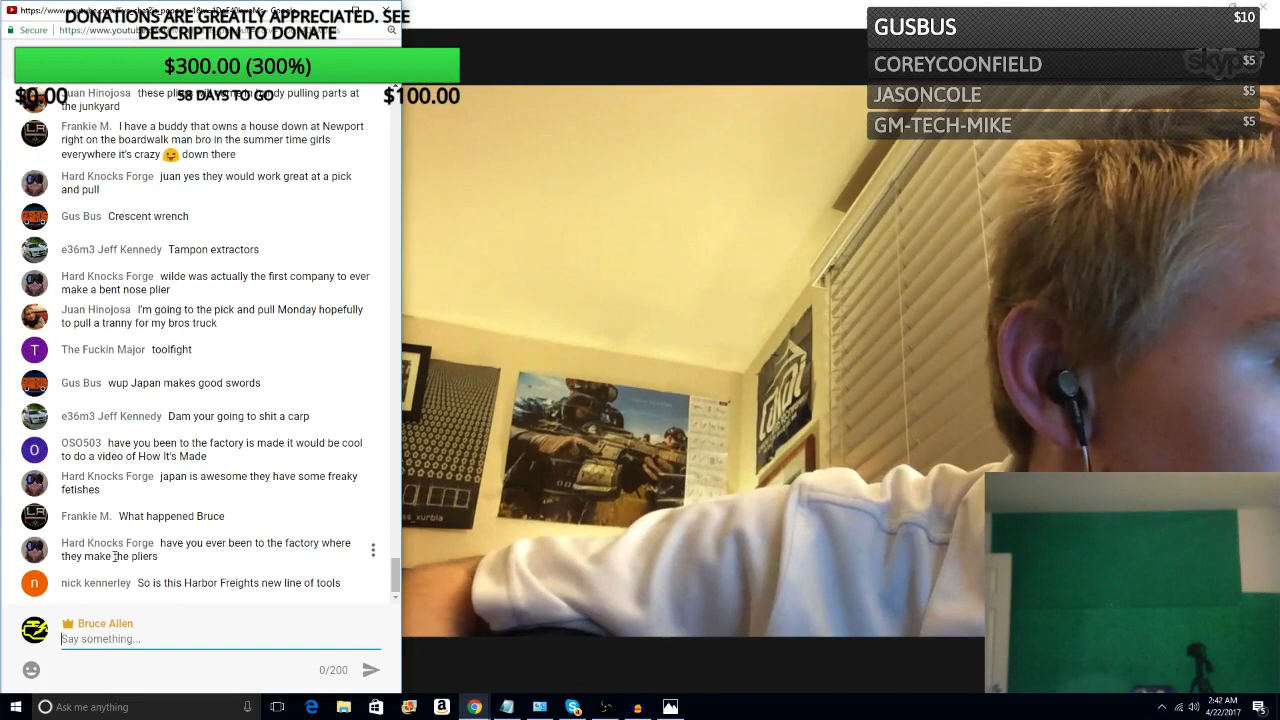 DONATIONS ARE GREATLY APPRECIATED. SEE
DESCRIPTION TO DONATE
Secure
$300.00 (300%)
$0.00
58 DAYS TO GO
$100.00
GUSBUS $10
COREYCOONFIELD $5
JASONCOLE $5
GM-TECH-MIKE $5
skype
Juan Hinojosa these
pulling parts at
the junkyard
Frankie M. I have a buddy that owns a house down at Newport
right on the boardwalk man bro in the summer time girls
everywhere it's crazy 😜 down there
Hard Knocks Forge juan yes they would work great at a pick
and pull
Gus Bus Crescent wrench
e36m3 Jeff Kennedy Tampon extractors
Hard Knocks Forge wilde was actually the first company to ever
make a bent nose plier
Juan Hinojosa I'm going to the pick and pull Monday hopefully
to pull a tranny for my bros truck
T The Fuckin Major toolfight
Gus Bus wup Japan makes good swords
e36m3 Jeff Kennedy Dam your going to shit a carp
O OSO503 have you been to the factory is made it would be cool
to do a video of How It's Made
Hard Knocks Forge japan is awesome they have some freaky
fetishes
Frankie M. What happened Bruce
Hard Knocks Forge have you ever been to the factory where
they make the pliers
n nick kennerley So is this Harbor Freights new line of tools
Bruce Allen
Say something...
0/200
Ask me anything
2:42 AM
4/22/2017